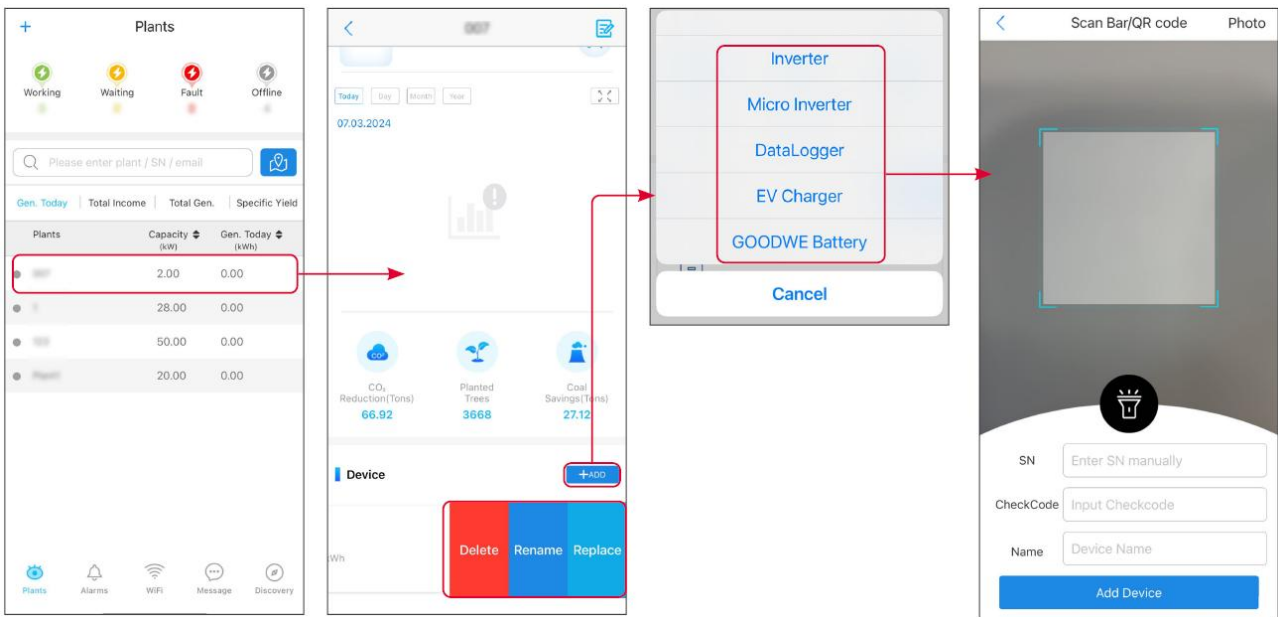 + Plants
Working Waiting Fault Offline
Please enter plant / SN / email
Gen. Today Total Income Total Gen. Specific Yield
Plants Capacity Gen. Today
(kW) (kWh)
2.00 0.00
28.00 0.00
50.00 0.00
20.00 0.00
Plants Alarms WiFi Message Discovery
007
Today Day Month Year
07.03.2024
CO₂ Planted Coal
Reduction(Tons) Trees Savings(Tons)
66.92 3668 27.12
Device +ADD
kWh Delete Rename Replace
Inverter
Micro Inverter
DataLogger
EV Charger
GOODWE Battery
Cancel
Scan Bar/QR code Photo
SN Enter SN manually
CheckCode Input Checkcode
Name Device Name
Add Device